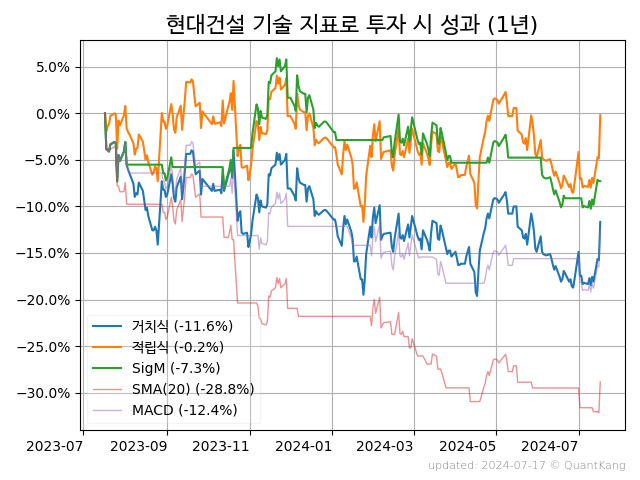 현대건설 기술 지표로 투자 시 성과 (1년)
5.0%
0.0%
−5.0%
−10.0%
−15.0%
−20.0%
−25.0%
−30.0%
거치식 (-11.6%)
적립식 (-0.2%)
SigM (-7.3%)
SMA(20) (-28.8%)
MACD (-12.4%)
2023-07 2023-09 2023-11 2024-01 2024-03 2024-05 2024-07
updated: 2024-07-17 © QuantKang